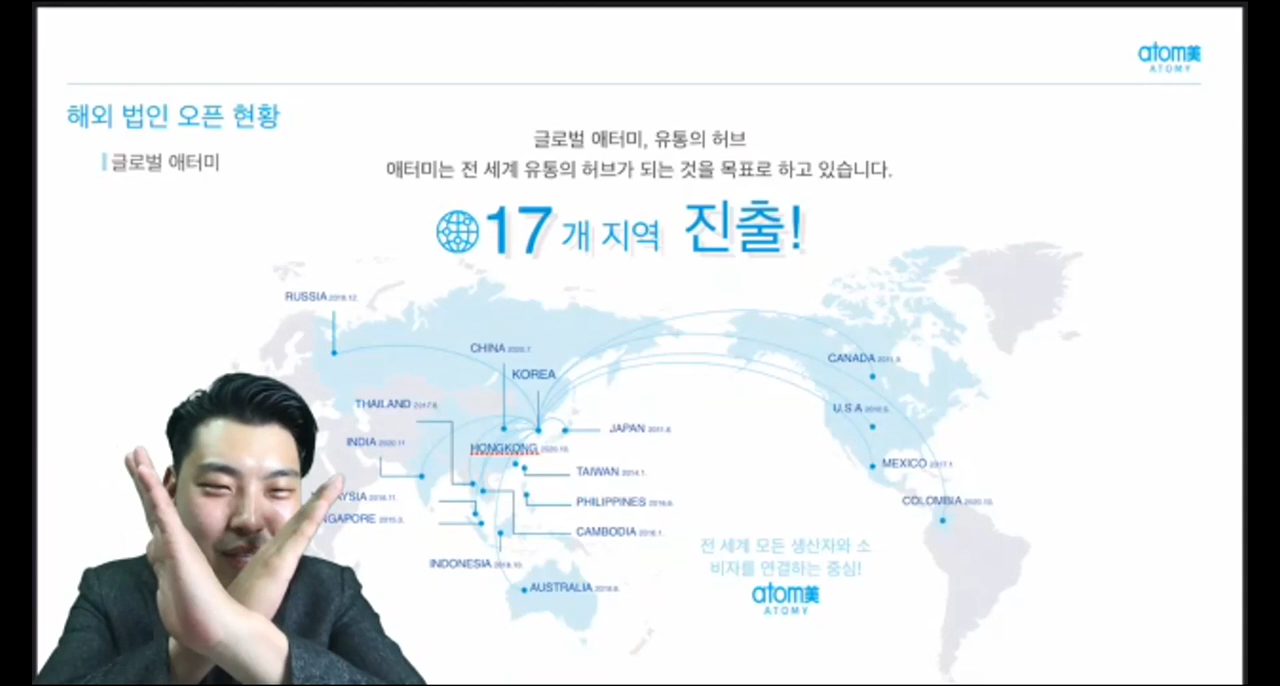 atom美
ATOMY
해외 법인 오픈 현황
글로벌 애터미
글로벌 애터미, 유통의 허브
애터미는 전 세계 유통의 허브가 되는 것을 목표로 하고 있습니다.
17개 지역 진출!
RUSSIA
CHINA
KOREA
CANADA
THAILAND
U.S.A
JAPAN
INDIA
HONGKONG
MEXICO
TAIWAN
AYSIA
PHILIPPINES
COLOMBIA
NGAPORE
CAMBODIA
INDONESIA
AUSTRALIA
전 세계 모든 생산자와 소
비자를 연결하는 중심!
atom美
ATOMY